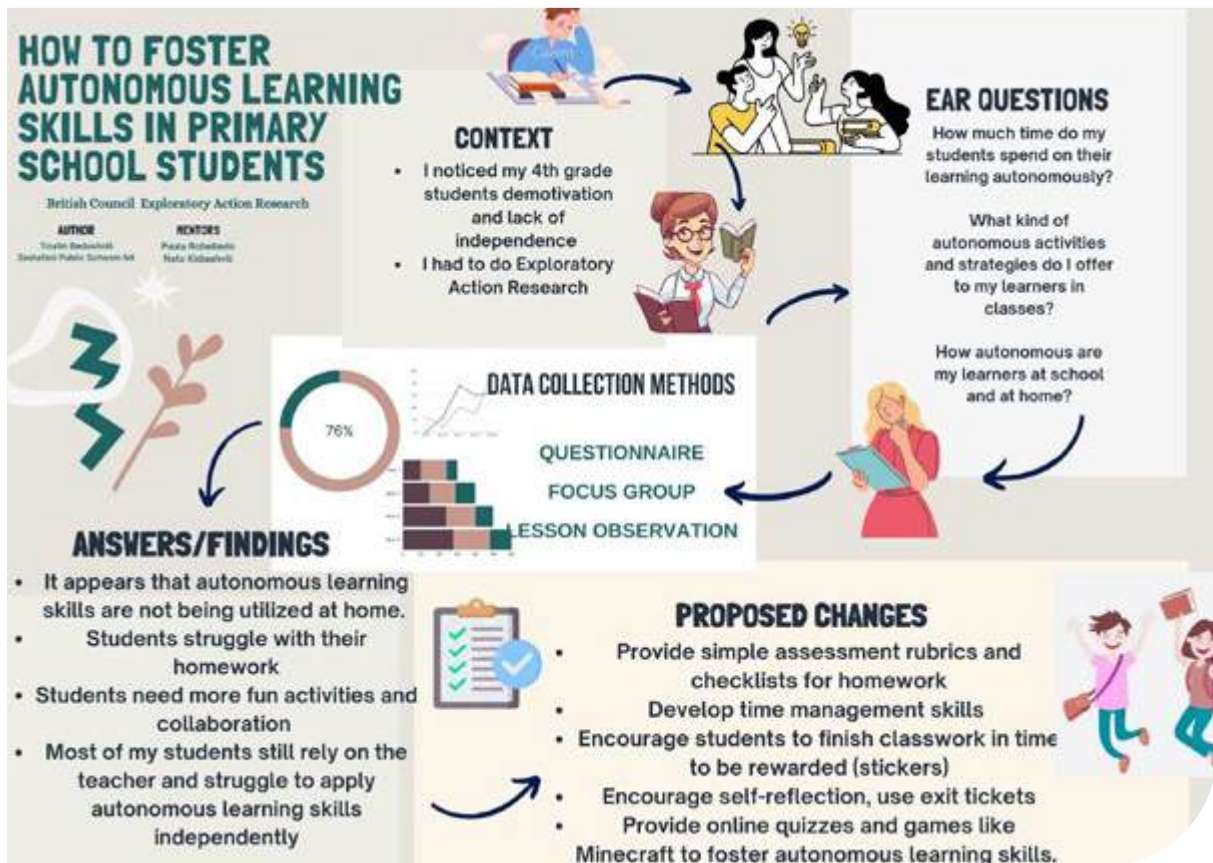 HOW TO FOSTER
AUTONOMOUS LEARNING
SKILLS IN PRIMARY
SCHOOL STUDENTS
British Council Exploratory Action Research
AUTHOR
MENTORS
CONTEXT
• I noticed my 4th grade
students demotivation
and lack of
independence
• I had to do Exploratory
Action Research
EAR QUESTIONS
How much time do my
students spend on their
learning autonomously?
What kind of
autonomous activities
and strategies do I offer
to my learners in
classes?
How autonomous are
my learners at school
and at home?
DATA COLLECTION METHODS
76%
QUESTIONNAIRE
FOCUS GROUP
LESSON OBSERVATION
ANSWERS/FINDINGS
• It appears that autonomous learning
skills are not being utilized at home.
• Students struggle with their
homework
• Students need more fun activities and
collaboration
• Most of my students still rely on the
teacher and struggle to apply
autonomous learning skills
independently
PROPOSED CHANGES
• Provide simple assessment rubrics and
checklists for homework
• Develop time management skills
• Encourage students to finish classwork in time
to be rewarded (stickers)
• Encourage self-reflection, use exit tickets
• Provide online quizzes and games like
Minecraft to foster autonomous learning skills.